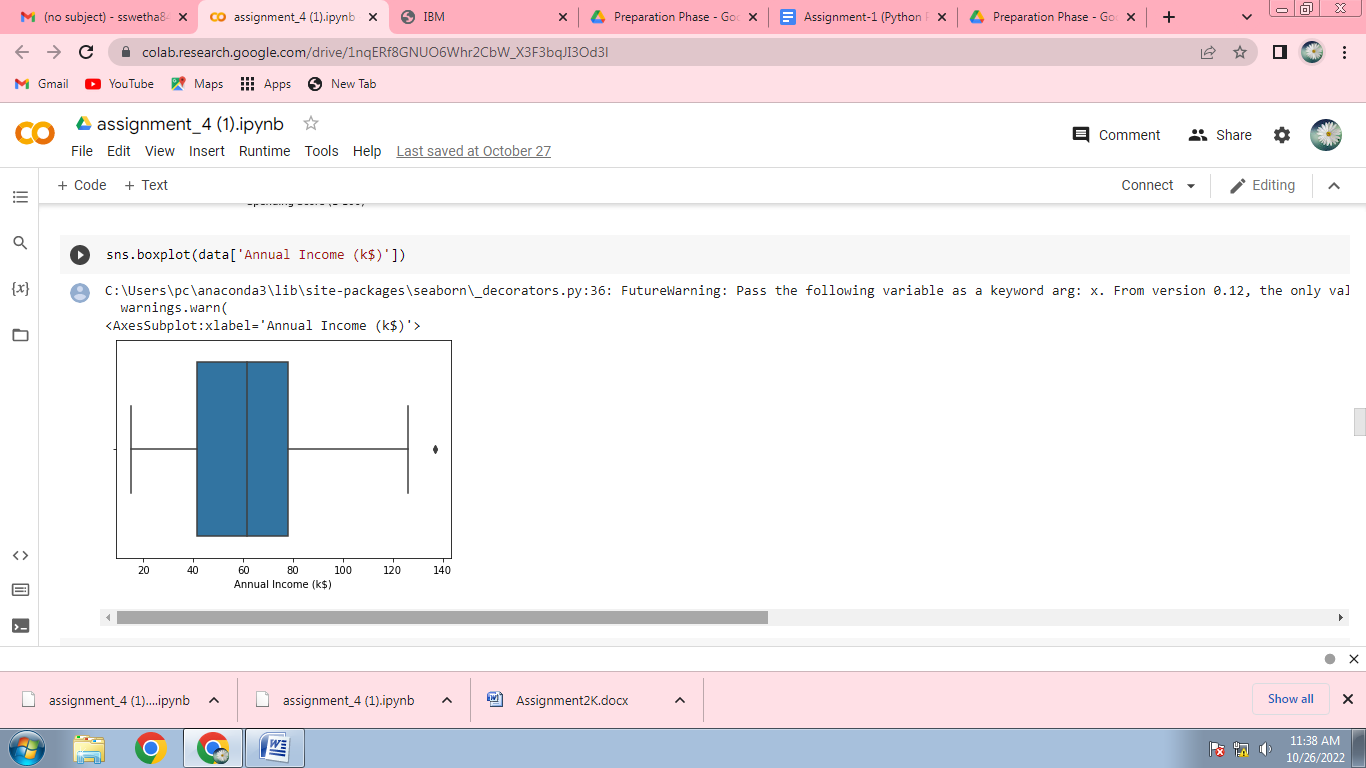 (no subject) - sswetha84
assignment_4 (1).ipynb
IBM
Preparation Phase - Goo
Assignment-1 (Python P
Preparation Phase - Goo
colab.research.google.com/drive/1nqERf8GNUO6Whr2CbW_X3F3bqJI3Od3l
Gmail YouTube Maps Apps New Tab
assignment_4 (1).ipynb
Comment Share
File Edit View Insert Runtime Tools Help Last saved at October 27
+ Code + Text
Connect Editing
sns.boxplot(data['Annual Income (k$)'])
{x}
C:\Users\pc\anaconda3\lib\site-packages\seaborn\_decorators.py:36: FutureWarning: Pass the following variable as a keyword arg: x. From version 0.12, the only val
warnings.warn(
<AxesSubplot:xlabel='Annual Income (k$)'>
20 40 60 80 100 120 140
Annual Income (k$)
assignment_4 (1)....ipynb
assignment_4 (1).ipynb
Assignment2K.docx
Show all
11:38 AM
10/26/2022